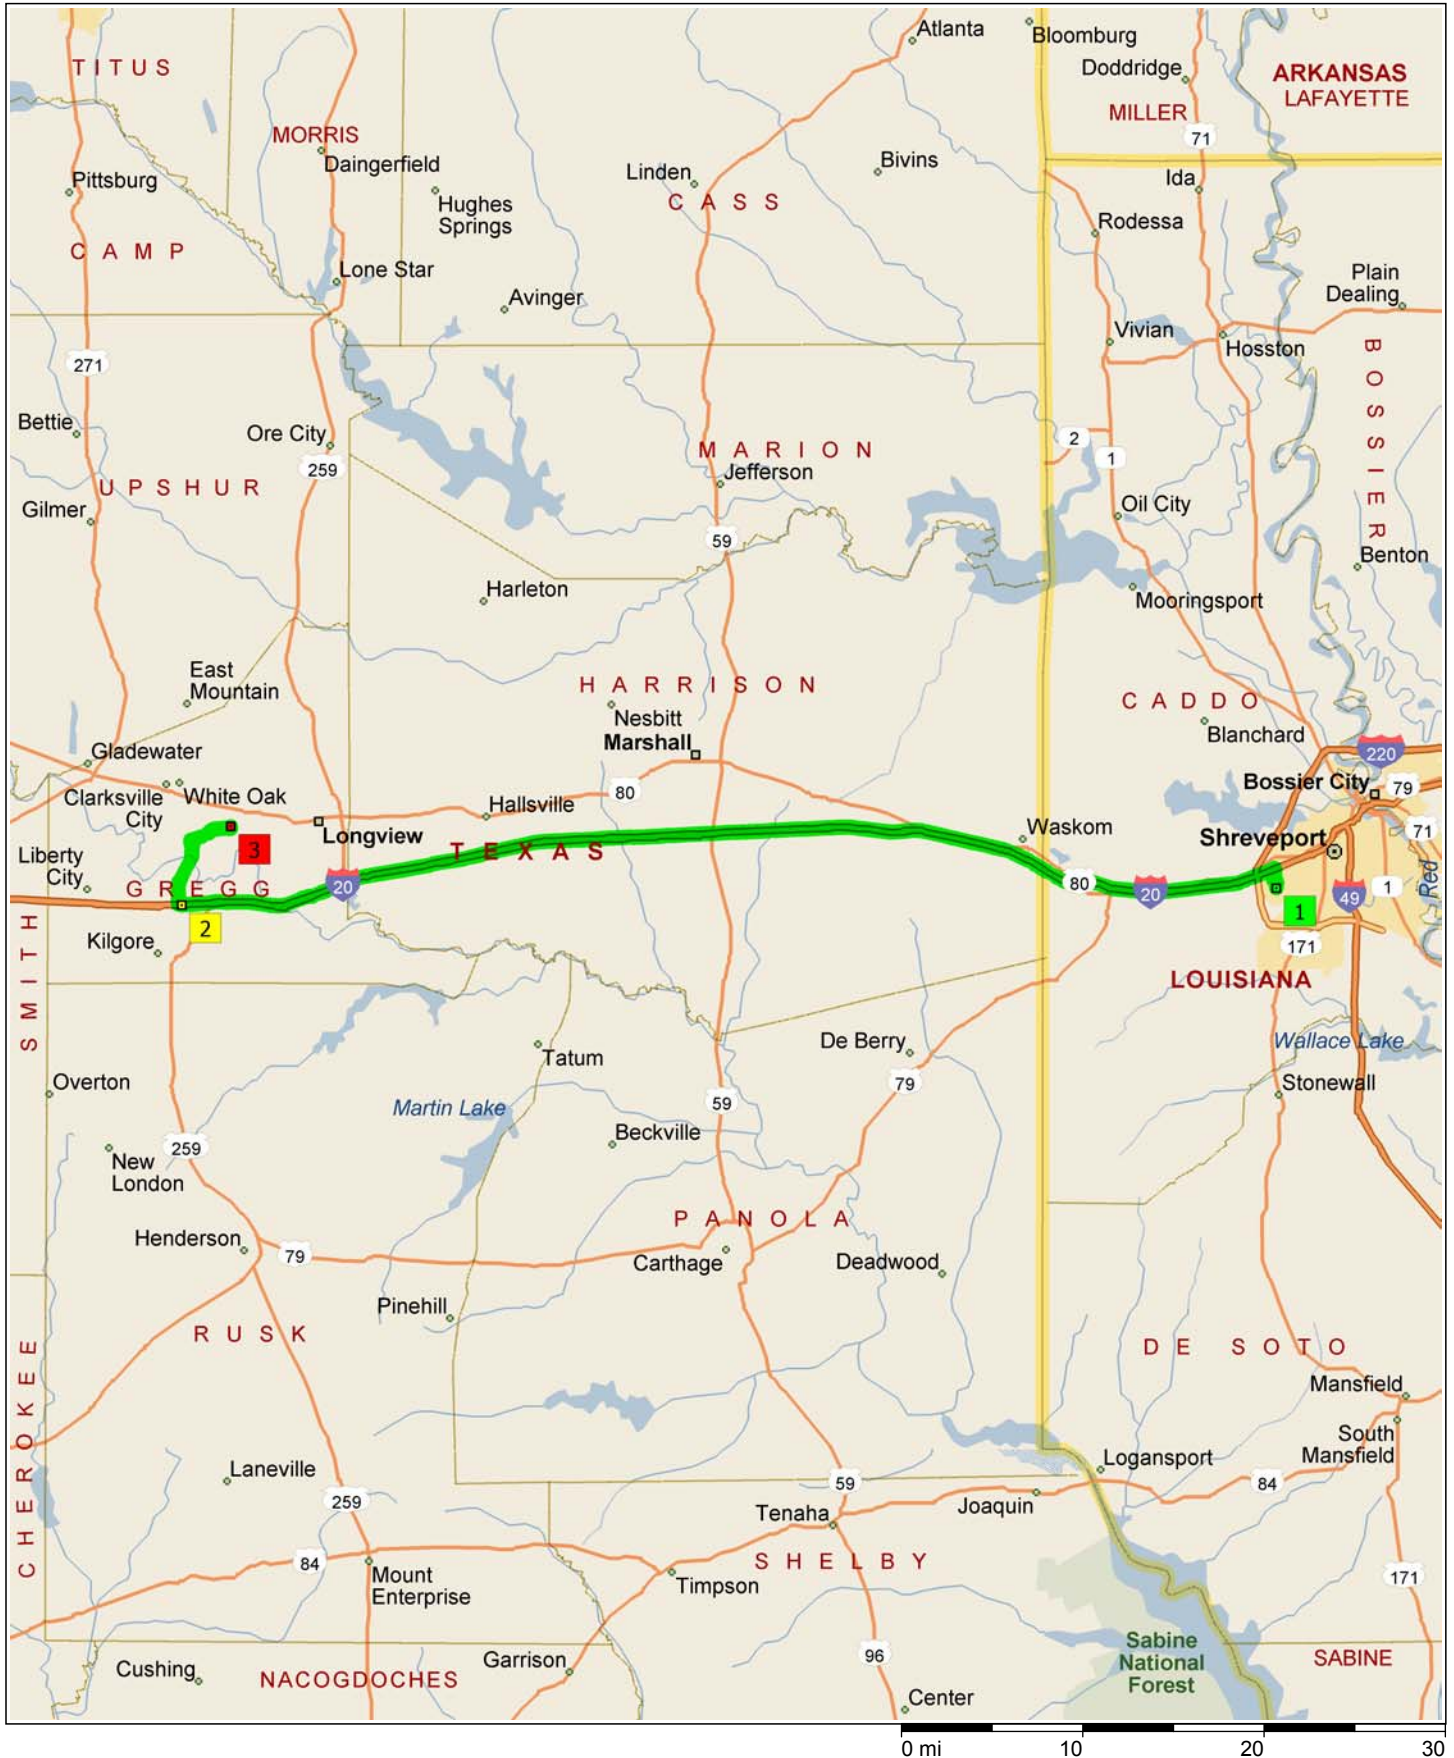 Atlanta
Bloomburg
Doddridge
ARKANSAS
LAFAYETTE
TITUS
MILLER
71
MORRIS
Daingerfield
Pittsburg
Hughes
Springs
Linden
CASS
Bivins
Ida
Rodessa
CAMP
Lone Star
Avinger
Plain
Dealing
Vivian
Hosston
BOSSIER
271
Bettie
Ore City
259
MARION
Jefferson
2
1
UPSHUR
Gilmer
Oil City
59
Benton
Harleton
Mooringsport
East
Mountain
HARRISON
Nesbitt
Marshall
CADDO
Blanchard
Gladewater
220
Clarksville
City
White Oak
80
Hallsville
Bossier City
79
Longview
3
TEXAS
Waskom
Shreveport
71
Liberty
City
GREGG
20
80
20
49
1
Red
1
2
Kilgore
171
SMITH
LOUISIANA
De Berry
Wallace Lake
Tatum
79
Stonewall
Overton
Martin Lake
59
Beckville
259
New
London
PANOLA
Henderson
79
Carthage
Deadwood
Pinehill
RUSK
DE SOTO
CHEROKEE
Mansfield
South
Mansfield
Logansport
Laneville
259
59
84
Joaquin
Tenaha
84
SHELBY
Mount
Enterprise
Timpson
171
Sabine
National
Forest
96
SABINE
Cushing
NACOGDOCHES
Garrison
Center
0 mi
10
20
30